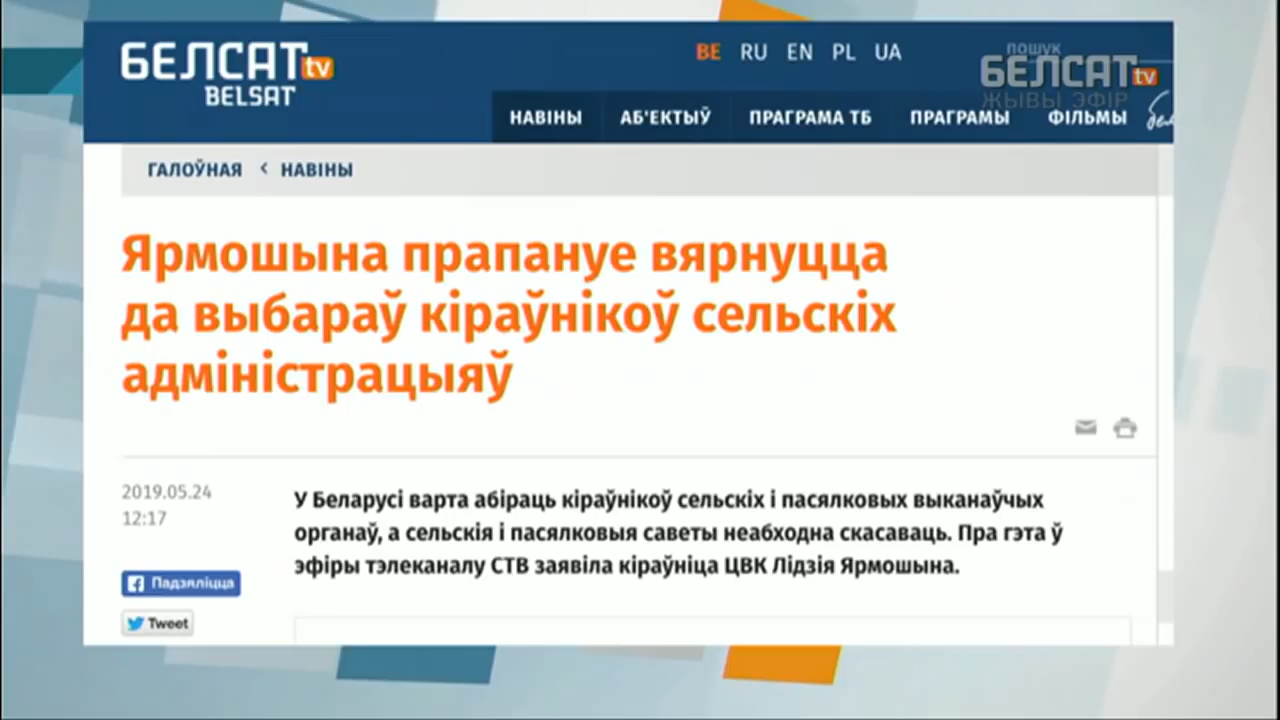 БЕЛСАТ tv
BELSAT
BE RU EN PL UA
ПОШУК
БЕЛСАТ tv
ЖЫВЫ ЭФІР
НАВІНЫ АБ'ЕКТЫЎ ПРАГРАМА ТБ ПРАГРАМЫ ФІЛЬМЫ
ГАЛОЎНАЯ < НАВІНЫ
Ярмошына прапануе вярнуцца
да выбараў кіраўнікоў сельскіх
адміністрацыяў
2019.05.24
12:17
У Беларусі варта абіраць кіраўнікоў сельскіх і пасялковых выканаўчых
органаў, а сельскія і пасялковыя саветы неабходна скасаваць. Пра гэта ў
эфіры тэлеканалу СТВ заявіла кіраўніца ЦВК Лідзія Ярмошына.
Падзяліцца
Tweet